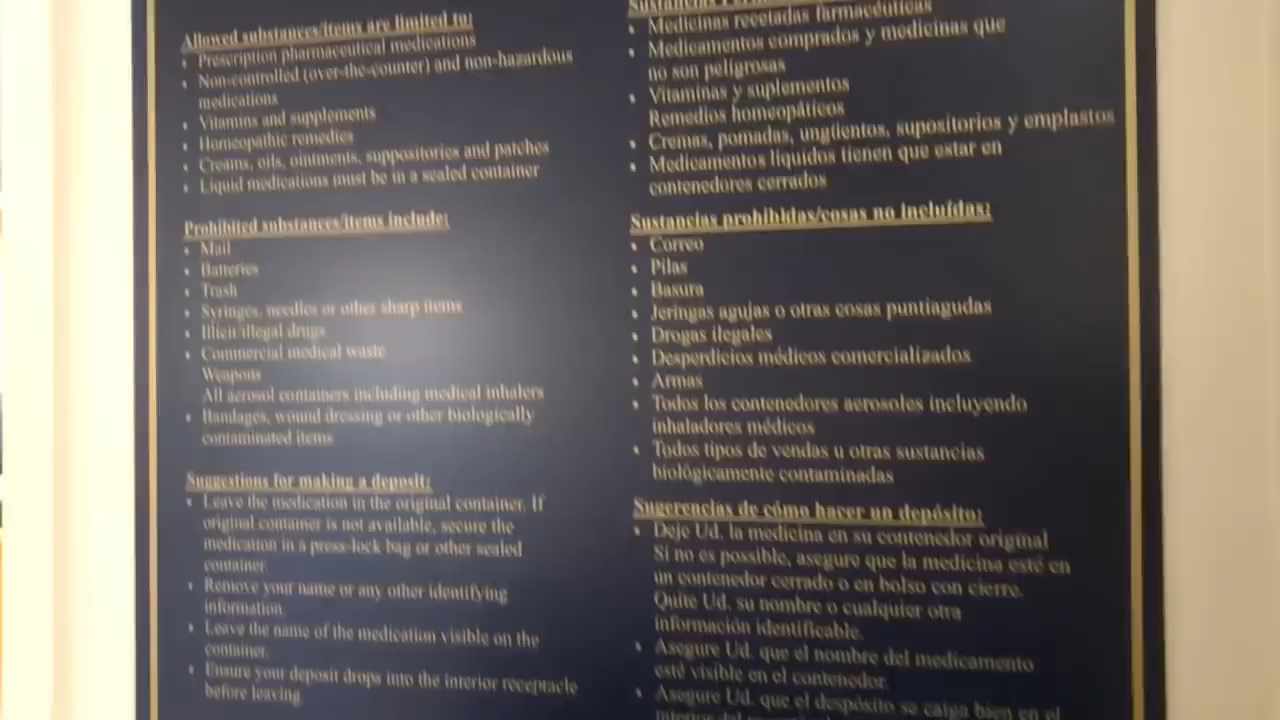 Allowed substances/items are limited to:
• Prescription pharmaceutical medications
• Non-controlled (over-the-counter) and non-hazardous
medications
• Vitamins and supplements
• Homeopathic remedies
• Creams, oils, ointments, suppositories and patches
• Liquid medications must be in a sealed container
Prohibited substances/items include:
• Mail
• Batteries
• Trash
• Syringes, needles or other sharp items
• Illicit illegal drugs
• Commercial medical waste
Weapons
All aerosol containers including medical inhalers
• Bandages, wound dressing or other biologically
contaminated items
Suggestions for making a deposit:
• Leave the medication in the original container. If
original container is not available, secure the
medication in a press-lock bag or other sealed
container.
• Remove your name or any other identifying
information.
• Leave the name of the medication visible on the
container.
• Ensure your deposit drops into the interior receptacle
before leaving.
Sustancias
• Medicinas recetadas farmacéuticas
• Medicamentos comprados y medicinas que
no son peligrosas
• Vitaminas y suplementos
Remedios homeopáticos
• Cremas, pomadas, ungüentos, supositorios y emplastos
• Medicamentos líquidos tienen que estar en
contenedores cerrados
Sustancias prohibidas/cosas no incluídas:
• Correo
• Pilas
• Basura
• Jeringas agujas o otras cosas puntiagudas
• Drogas ilegales
• Desperdicios médicos comercializados
• Armas
• Todos los contenedores aerosoles incluyendo
inhaladores médicos
• Todos tipos de vendas u otras sustancias
biológicamente contaminadas
Sugerencias de cómo hacer un depósito:
• Deje Ud. la medicina en su contenedor original
Si no es possible, aseguro que la medicina esté en
un contenedor cerrado o en bolso con cierre.
Quite Ud. su nombre o cualquier otra
información identificable.
• Asegure Ud. que el nombre del medicamento
esté visible en el contenedor.
• Asegure Ud. que el despósito se caiga bien en el
interior del